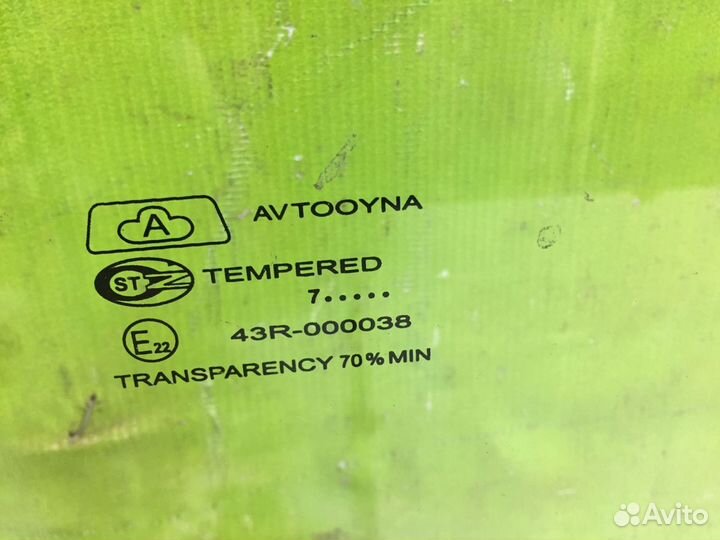 A AVTOOYNA
ST TEMPERED
7.....
E22 43R-000038
TRANSPARENCY 70% MIN
Avito